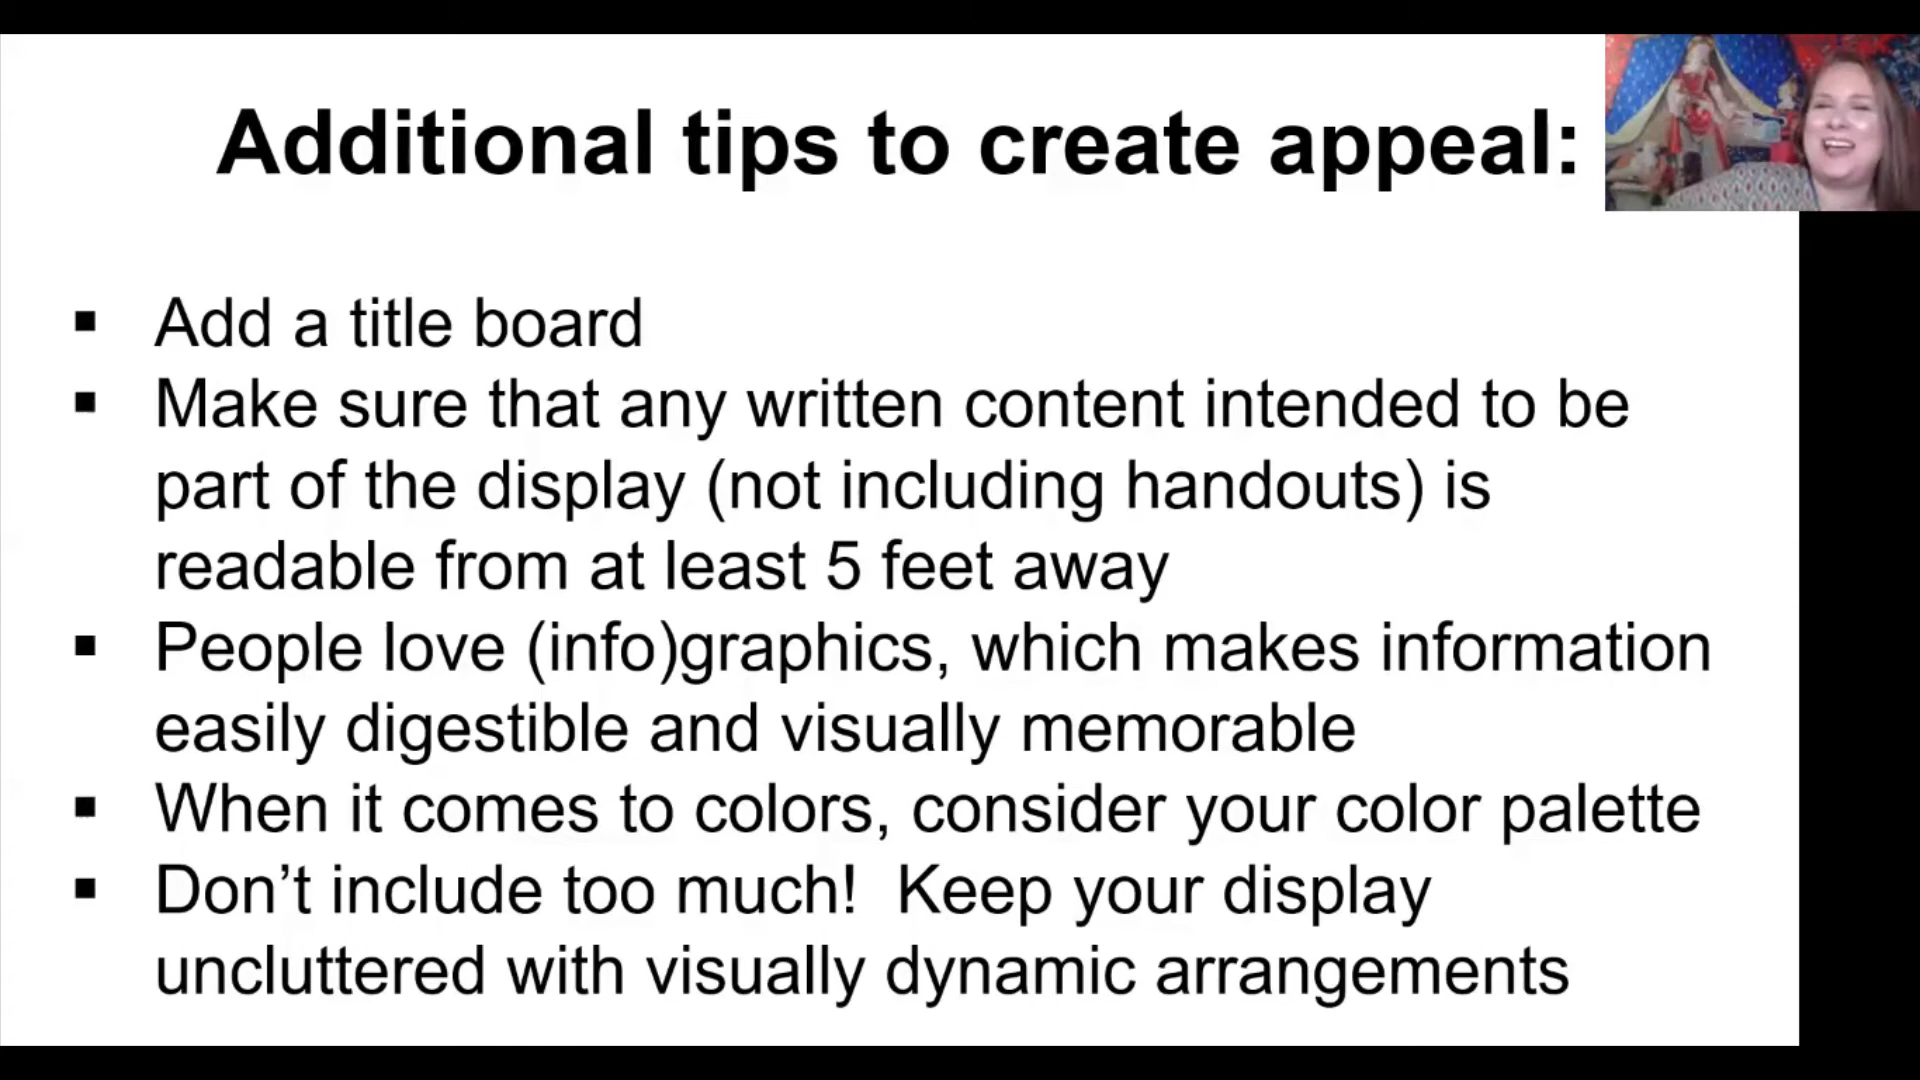 Additional tips to create appeal:
▪ Add a title board
▪ Make sure that any written content intended to be
part of the display (not including handouts) is
readable from at least 5 feet away
▪ People love (info)graphics, which makes information
easily digestible and visually memorable
▪ When it comes to colors, consider your color palette
▪ Don’t include too much!  Keep your display
uncluttered with visually dynamic arrangements